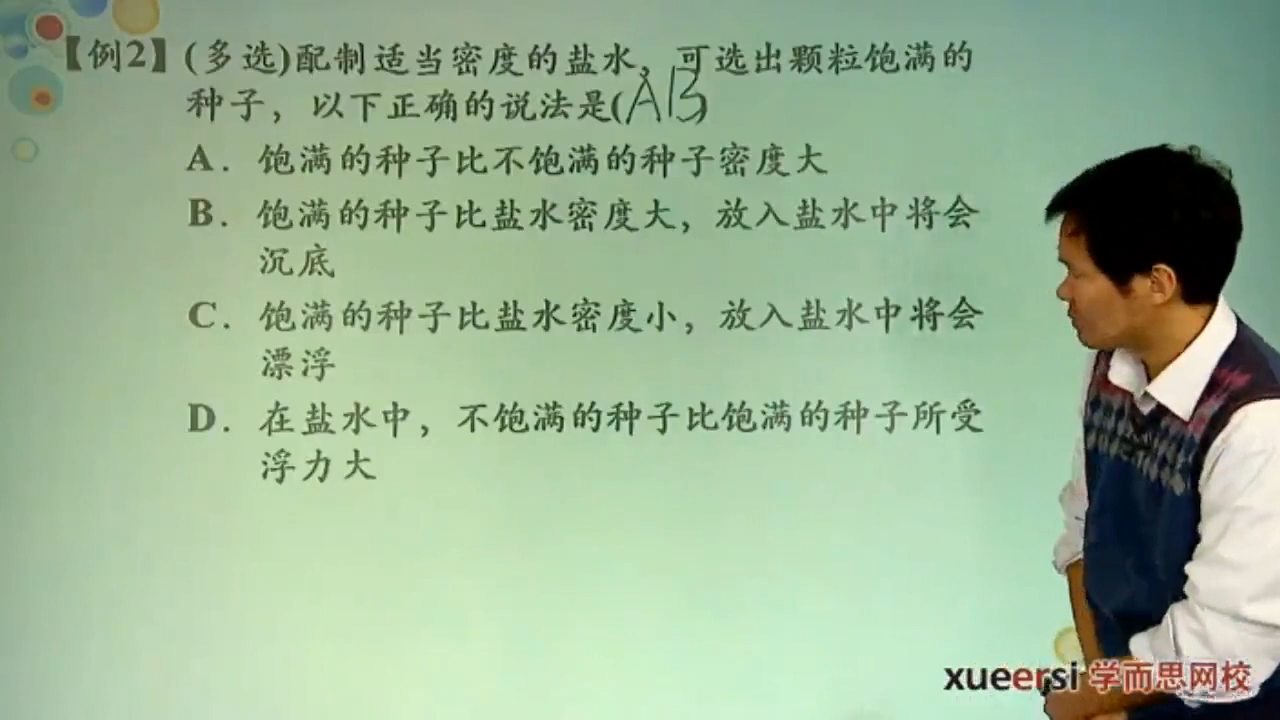 【例2】(多选)配制适当密度的盐水，可选出颗粒饱满的
种子，以下正确的说法是(AB)
A．饱满的种子比不饱满的种子密度大
B．饱满的种子比盐水密度大，放入盐水中将会
沉底
C．饱满的种子比盐水密度小，放入盐水中将会
漂浮
D．在盐水中，不饱满的种子比饱满的种子所受
浮力大
xueersi 学而思网校